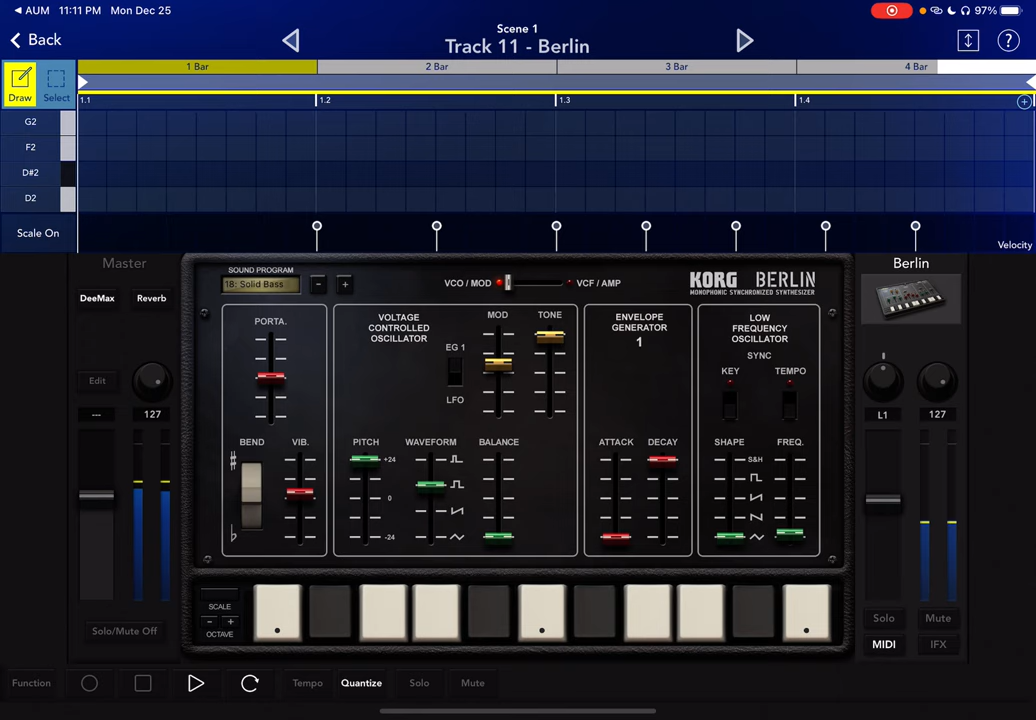 ◀ AUM 11:11 PM Mon Dec 25
97%
Back
Scene 1
Track 11 - Berlin
?
Draw
Select
1 Bar
2 Bar
3 Bar
4 Bar
1.1
1.2
1.3
1.4
G2
F2
D#2
D2
Scale On
Velocity
Master
Berlin
DeeMax
Reverb
Edit
---
127
Solo/Mute Off
SOUND PROGRAM
18: Solid Bass
-
+
VCO / MOD
VCF / AMP
KORG BERLIN
MONOPHONIC SYNCHRONIZED SYNTHESIZER
PORTA.
BEND
VIB.
VOLTAGE
CONTROLLED
OSCILLATOR
EG 1
LFO
MOD
TONE
PITCH
+24
0
-24
WAVEFORM
BALANCE
ENVELOPE
GENERATOR
1
ATTACK
DECAY
LOW
FREQUENCY
OSCILLATOR
SYNC
KEY
TEMPO
SHAPE
S&H
FREQ.
SCALE
- +
OCTAVE
L1
127
Solo
Mute
MIDI
IFX
Function
Tempo
Quantize
Solo
Mute